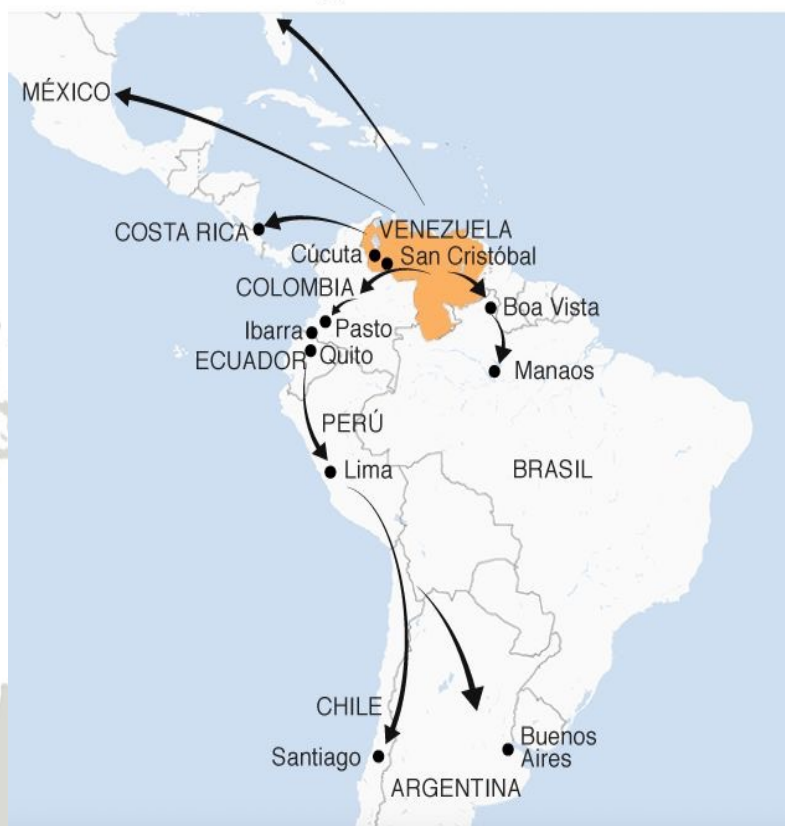 MÉXICO
COSTA RICA
VENEZUELA
Cúcuta
San Cristóbal
COLOMBIA
Boa Vista
Ibarra
Pasto
ECUADOR
Quito
Manaos
PERÚ
Lima
BRASIL
CHILE
Santiago
Buenos
Aires
ARGENTINA